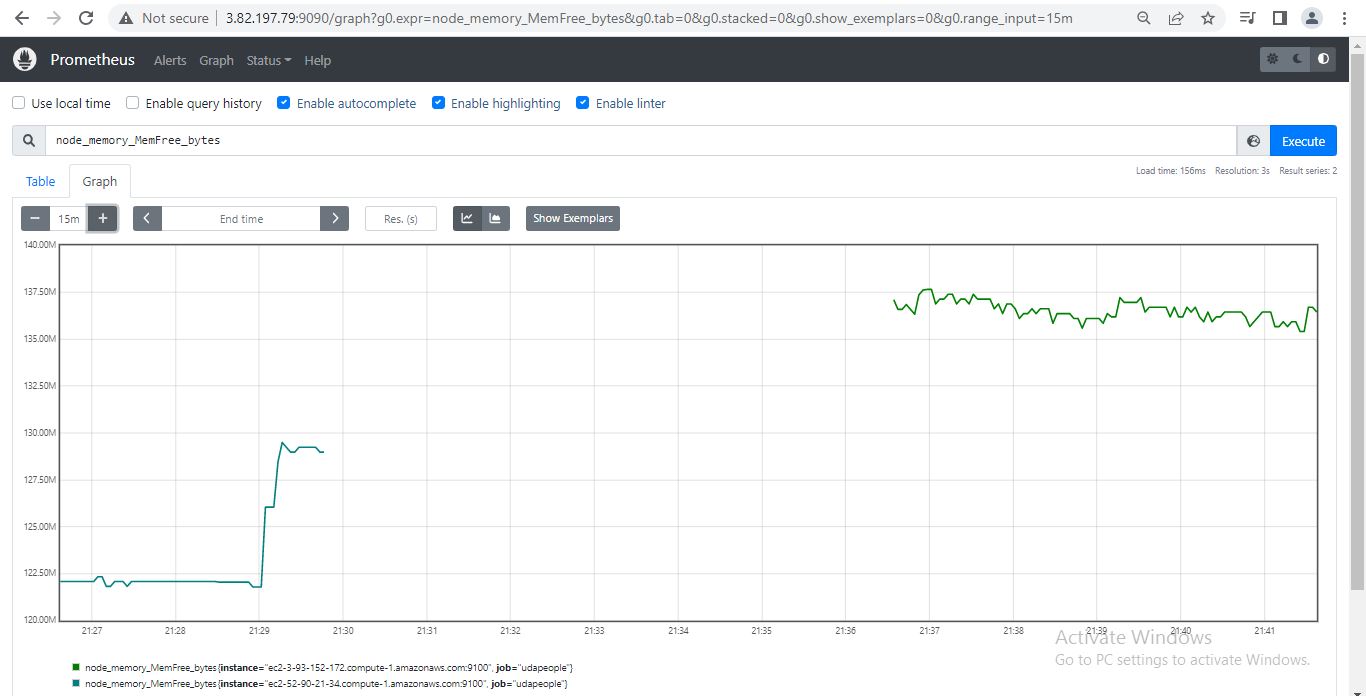 Not secure 3.82.197.79:9090/graph?g0.expr=node_memory_MemFree_bytes&g0.tab=0&g0.stacked=0&g0.show_exemplars=0&g0.range_input=15m
Prometheus Alerts Graph Status Help
Use local time Enable query history Enable autocomplete Enable highlighting Enable linter
node_memory_MemFree_bytes Execute
Load time: 156ms Resolution: 3s Result series: 2
Table Graph
− 15m + End time Res. (s) Show Exemplars
140.00M
137.50M
135.00M
132.50M
130.00M
127.50M
125.00M
122.50M
120.00M
21:27 21:28 21:29 21:30 21:31 21:32 21:33 21:34 21:35 21:36 21:37 21:38 21:39 21:40 21:41
Activate Windows
Go to PC settings to activate Windows.
node_memory_MemFree_bytes{instance="ec2-3-93-152-172.compute-1.amazonaws.com:9100", job="udapeople"}
node_memory_MemFree_bytes{instance="ec2-52-90-21-34.compute-1.amazonaws.com:9100", job="udapeople"}